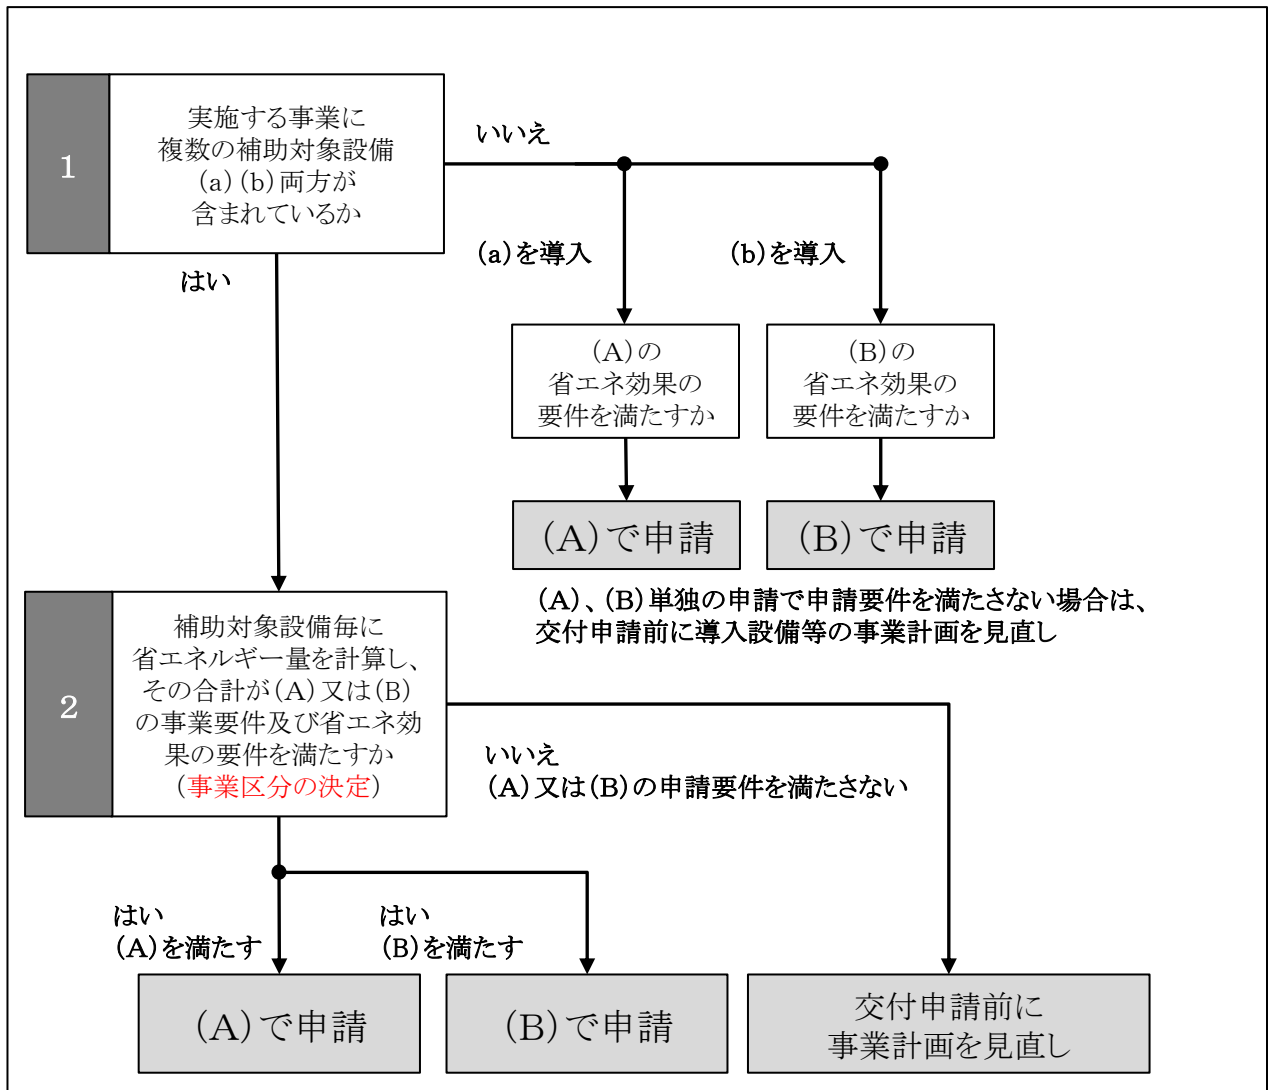 1
実施する事業に
複数の補助対象設備
(a)(b)両方が
含まれているか
いいえ
はい
(a)を導入
(b)を導入
(A)の
省エネ効果の
要件を満たすか
(B)の
省エネ効果の
要件を満たすか
(A)で申請
(B)で申請
(A)、(B)単独の申請で申請要件を満たさない場合は、
交付申請前に導入設備等の事業計画を見直し
2
補助対象設備毎に
省エネルギー量を計算し、
その合計が(A)又は(B)
の事業要件及び省エネ効
果の要件を満たすか
(事業区分の決定)
いいえ
(A)又は(B)の申請要件を満たさない
はい
(A)を満たす
はい
(B)を満たす
(A)で申請
(B)で申請
交付申請前に
事業計画を見直し